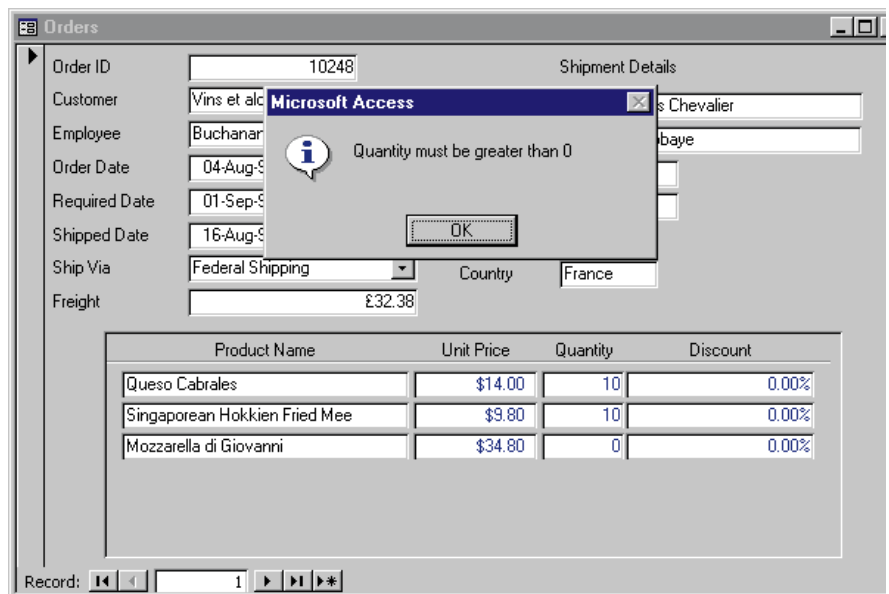 Orders
Order ID 10248 Shipment Details
Customer Vins et alc
Microsoft Access
s Chevalier
Employee Buchanan
baye
Quantity must be greater than 0
Order Date 04-Aug-9
Required Date 01-Sep-9
Shipped Date 16-Aug-9
OK
Ship Via Federal Shipping Country France
Freight £32.38
Product Name Unit Price Quantity Discount
Queso Cabrales $14.00 10 0.00%
Singaporean Hokkien Fried Mee $9.80 10 0.00%
Mozzarella di Giovanni $34.80 0 0.00%
Record: 1